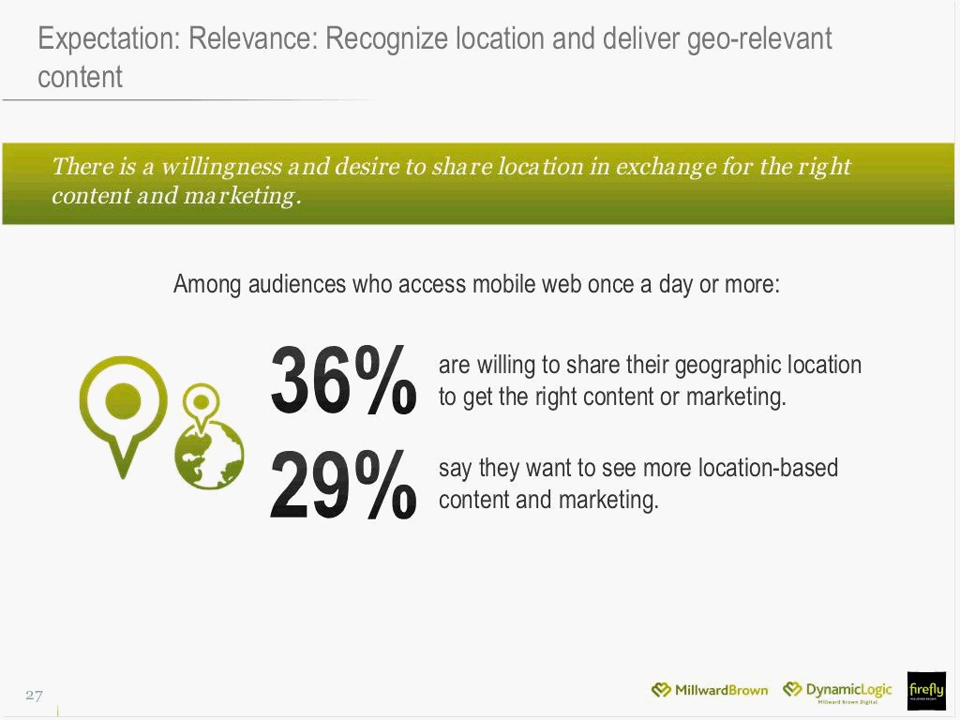 Expectation: Relevance: Recognize location and deliver geo-relevant
content
There is a willingness and desire to share location in exchange for the right
content and marketing.
Among audiences who access mobile web once a day or more:
36%
are willing to share their geographic location
to get the right content or marketing.
29%
say they want to see more location-based
content and marketing.
27
MillwardBrown
DynamicLogic
Millward Brown Digital
firefly